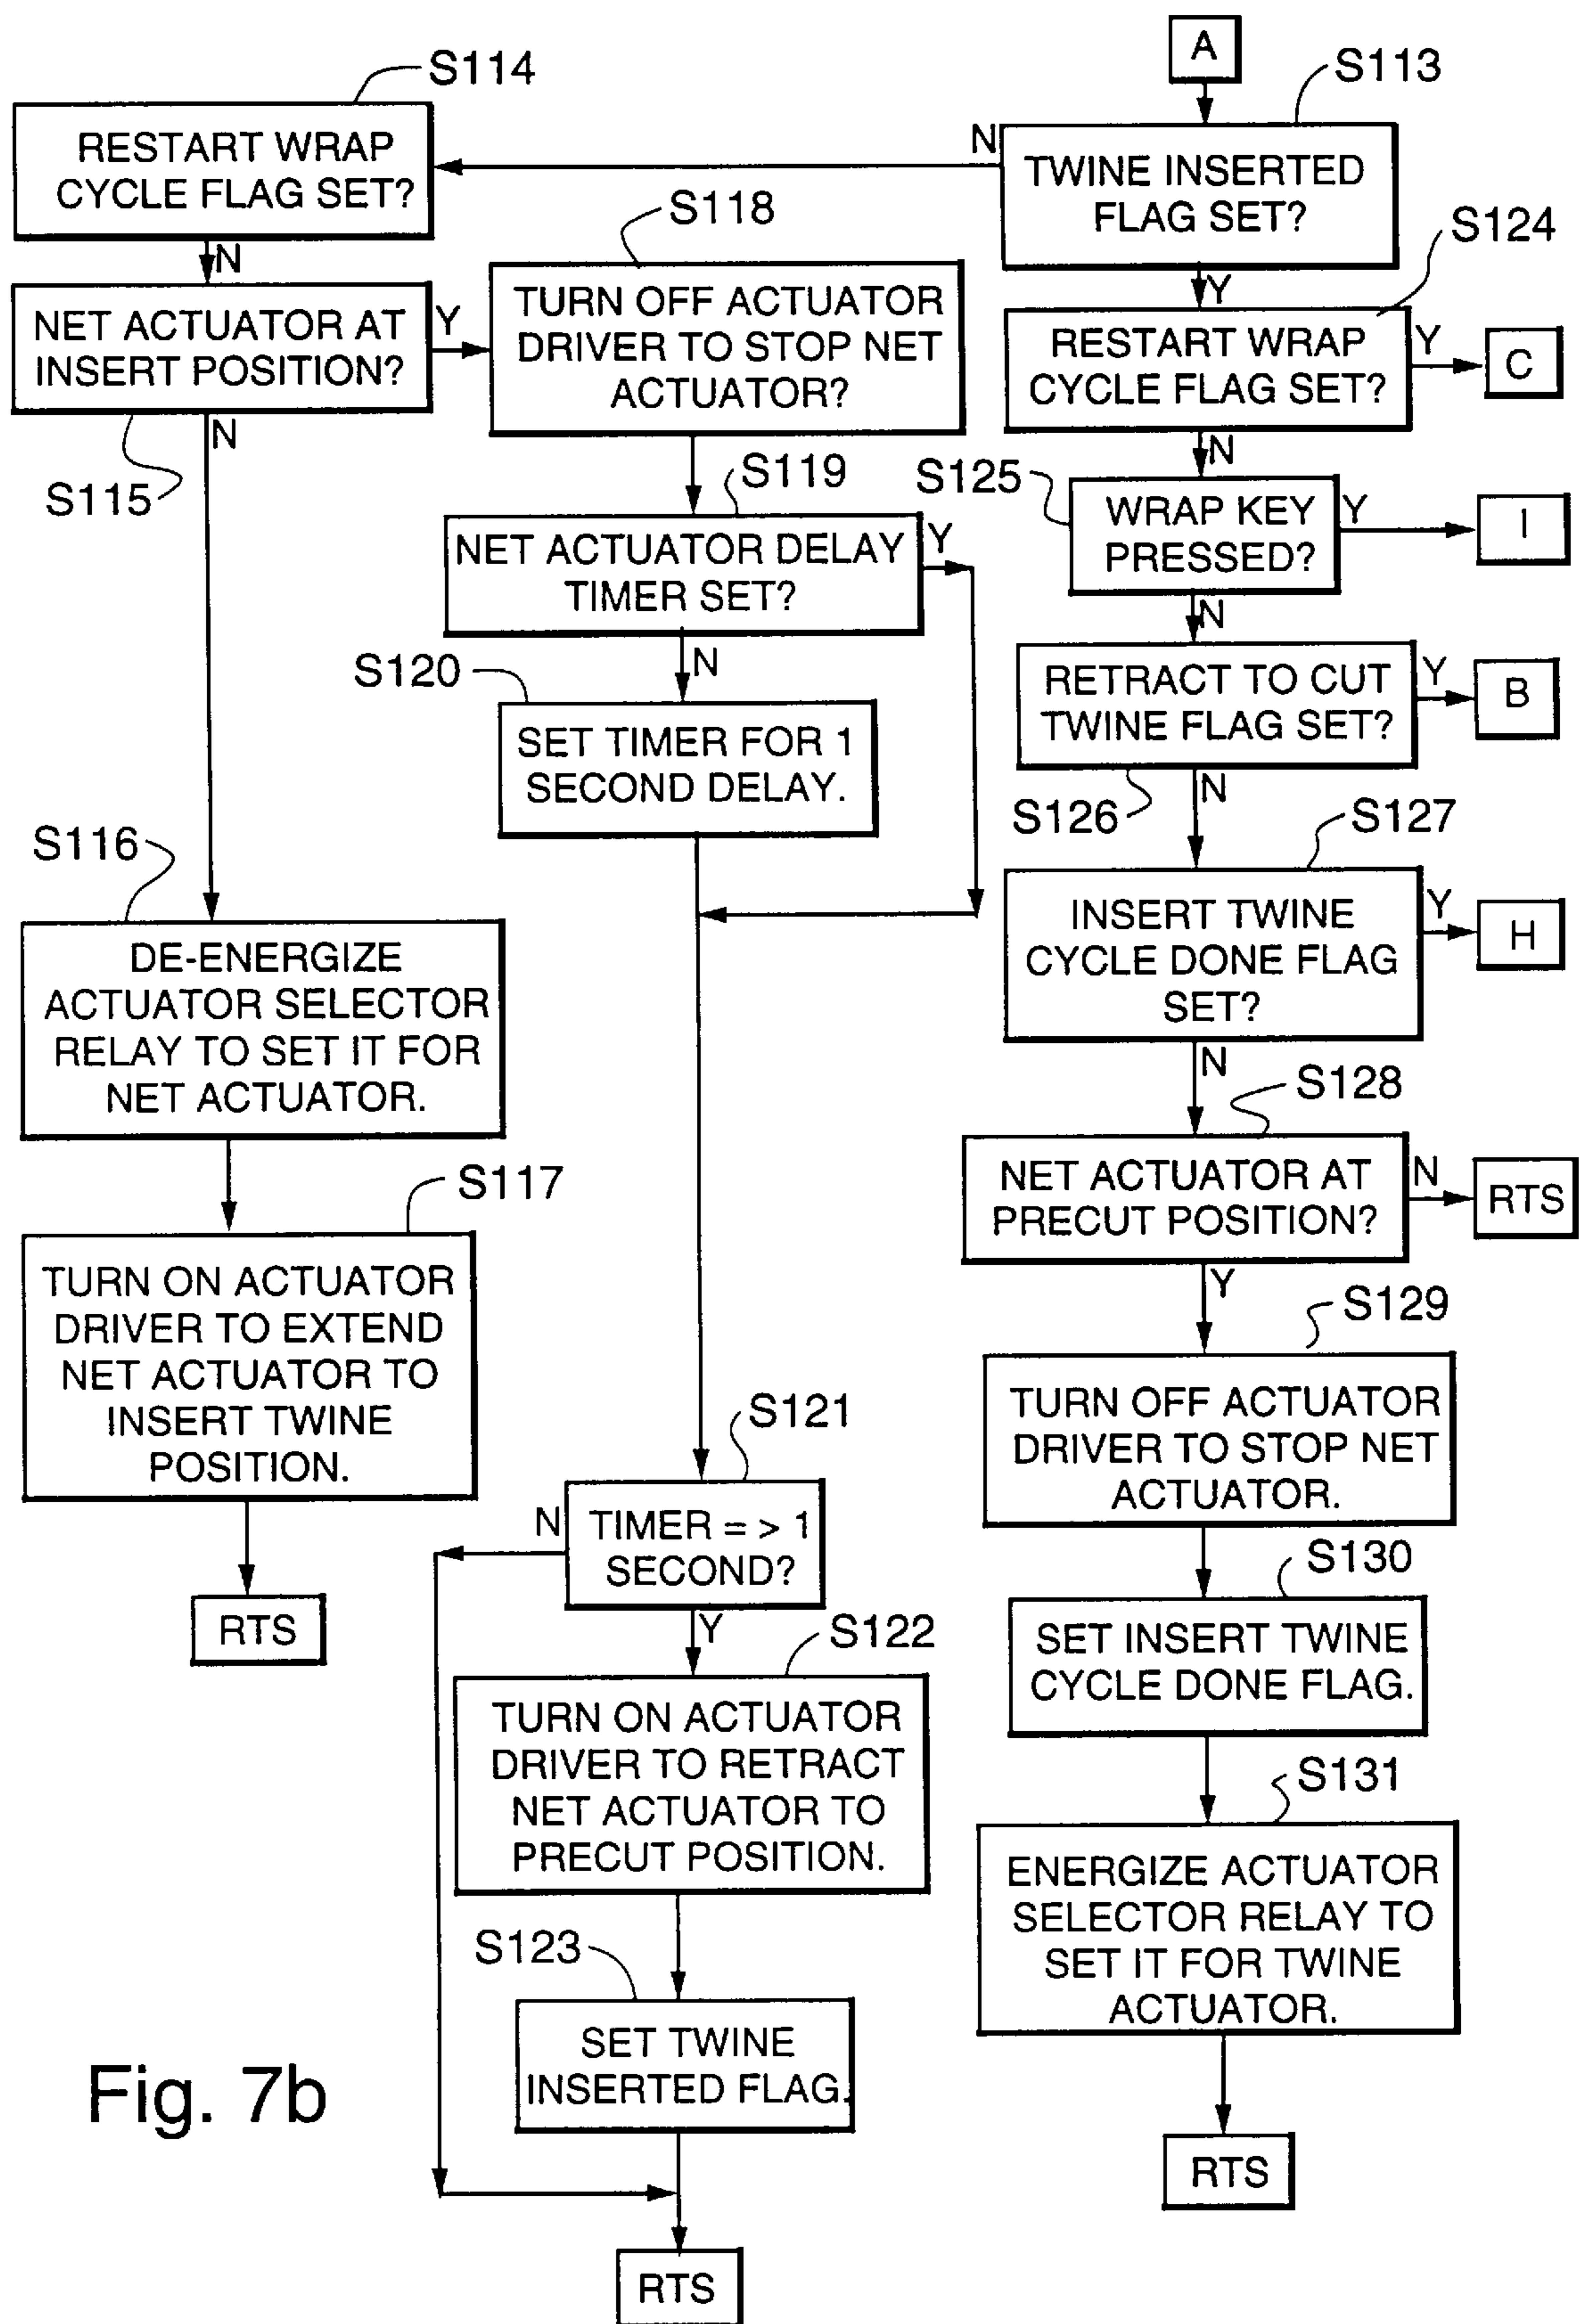 A
S113
TWINE INSERTED
FLAG SET?
N
Y
S114
RESTART WRAP
CYCLE FLAG SET?
N
NET ACTUATOR AT
INSERT POSITION?
Y
N
S115
S116
DE-ENERGIZE
ACTUATOR SELECTOR
RELAY TO SET IT FOR
NET ACTUATOR.
S117
TURN ON ACTUATOR
DRIVER TO EXTEND
NET ACTUATOR TO
INSERT TWINE
POSITION.
RTS
S118
TURN OFF ACTUATOR
DRIVER TO STOP NET
ACTUATOR?
S119
NET ACTUATOR DELAY
TIMER SET?
Y
N
S120
SET TIMER FOR 1
SECOND DELAY.
S121
TIMER = > 1
SECOND?
N
Y
S122
TURN ON ACTUATOR
DRIVER TO RETRACT
NET ACTUATOR TO
PRECUT POSITION.
S123
SET TWINE
INSERTED FLAG.
RTS
S124
RESTART WRAP
CYCLE FLAG SET?
Y
C
N
S125
WRAP KEY
PRESSED?
Y
I
N
RETRACT TO CUT
TWINE FLAG SET?
Y
B
N
S126
S127
INSERT TWINE
CYCLE DONE FLAG
SET?
Y
H
N
S128
NET ACTUATOR AT
PRECUT POSITION?
N
RTS
Y
S129
TURN OFF ACTUATOR
DRIVER TO STOP NET
ACTUATOR.
S130
SET INSERT TWINE
CYCLE DONE FLAG.
S131
ENERGIZE ACTUATOR
SELECTOR RELAY TO
SET IT FOR TWINE
ACTUATOR.
RTS
Fig. 7b